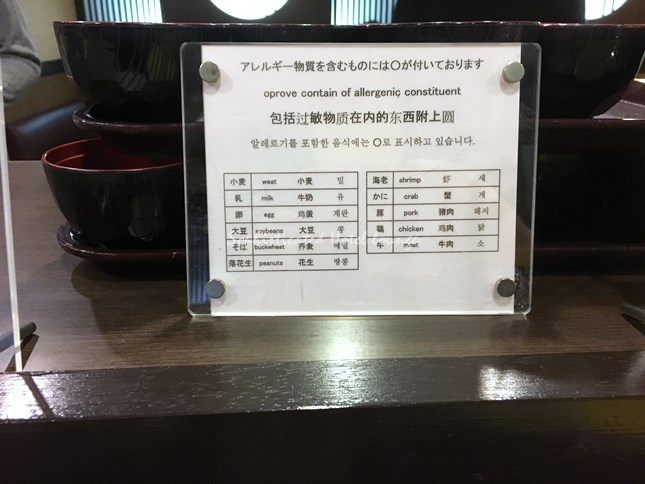 アレルギー物質を含むものには〇が付いております
oprove contain of allergenic constituent
包括过敏物质在内的东西附上圆
알레르기를 포함한 음식에는 〇로 표시하고 있습니다.
小麦 weat 小麦 밀
乳 milk 牛奶 유
卵 egg 鸡蛋 계란
大豆 soybeans 大豆 콩
そば buckwheat 荞麦 메밀
落花生 peanuts 花生 땅콩
海老 shrimp 虾 새
かに crab 蟹 게
豚 pork 猪肉 돼지
鶏 chicken 鸡肉 닭
牛 牛肉 소